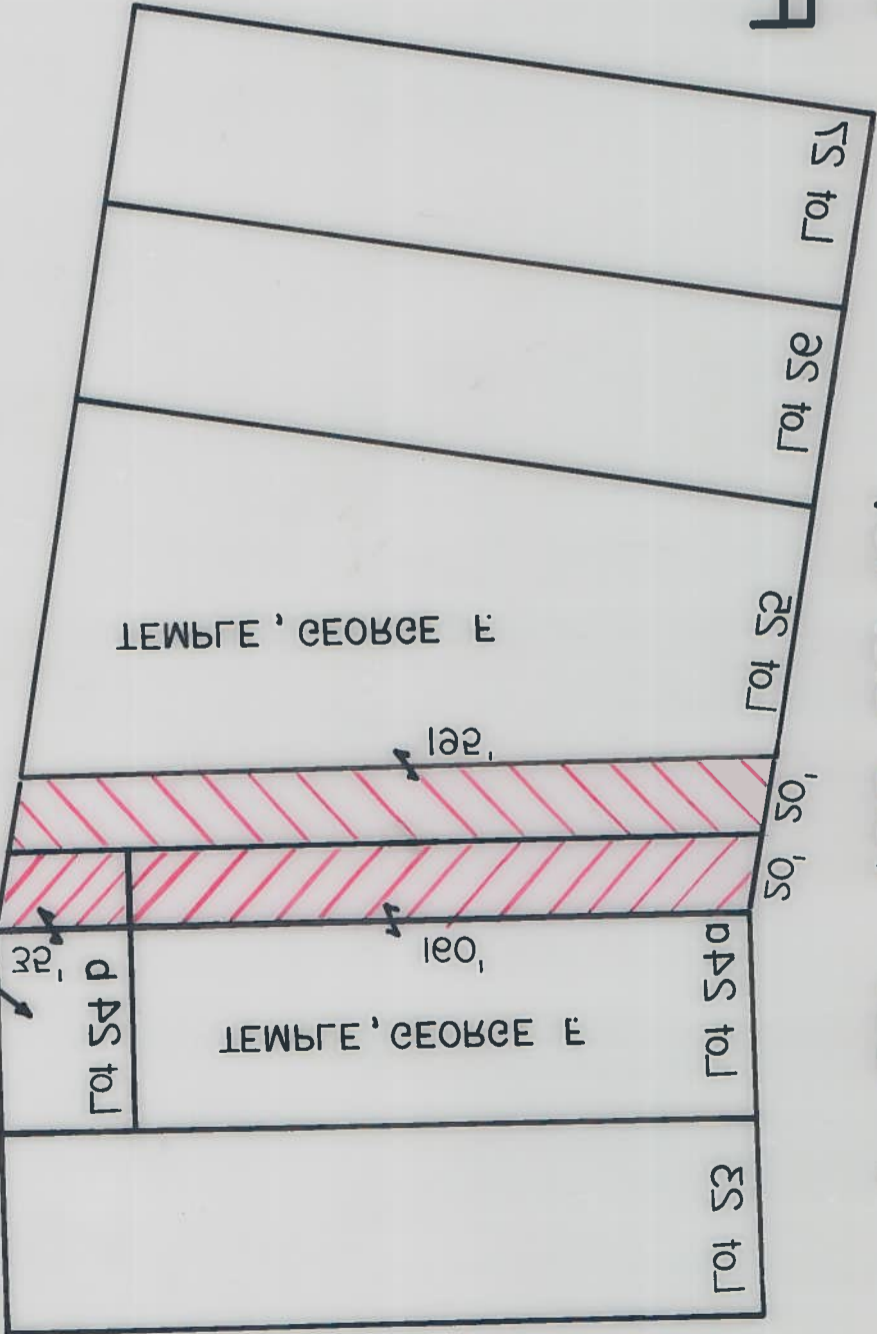 Lot 27
Lot 26
Lot 25
TEMPLE, GEORGE F.
195'
20'
20'
35'
160'
Lot 24b
TEMPLE, GEORGE F.
Lot 24a
Lot 23